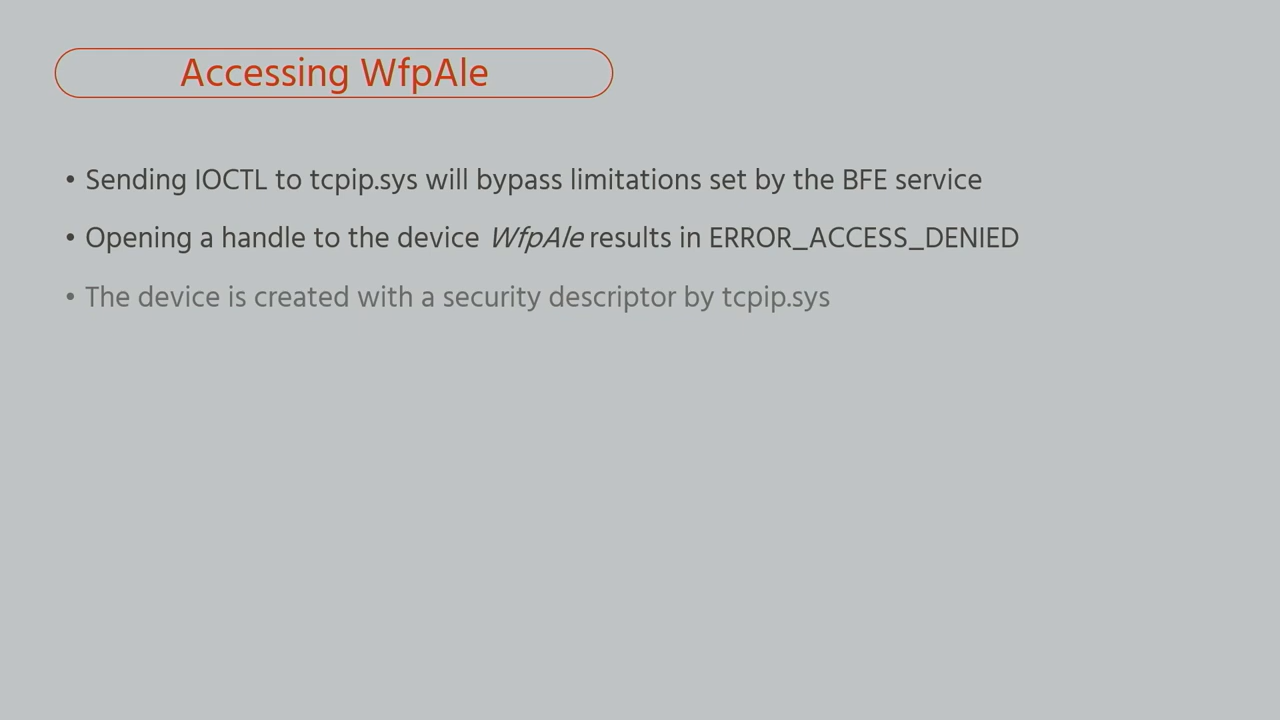 Accessing WfpAle
• Sending IOCTL to tcpip.sys will bypass limitations set by the BFE service
• Opening a handle to the device WfpAle results in ERROR_ACCESS_DENIED
• The device is created with a security descriptor by tcpip.sys